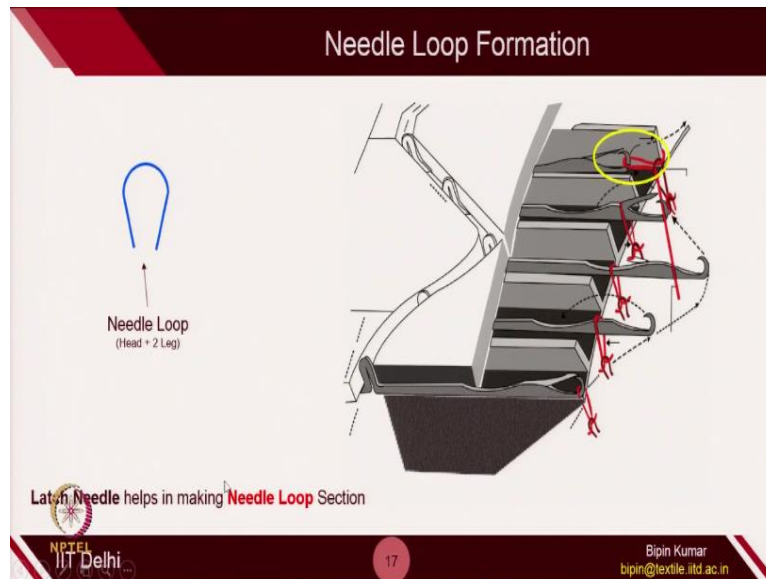 Needle Loop Formation
Needle Loop
(Head + 2 Leg)
Latch Needle helps in making Needle Loop Section
NPTEL
IIT Delhi
17
Bipin Kumar
bipin@textile.iitd.ac.in